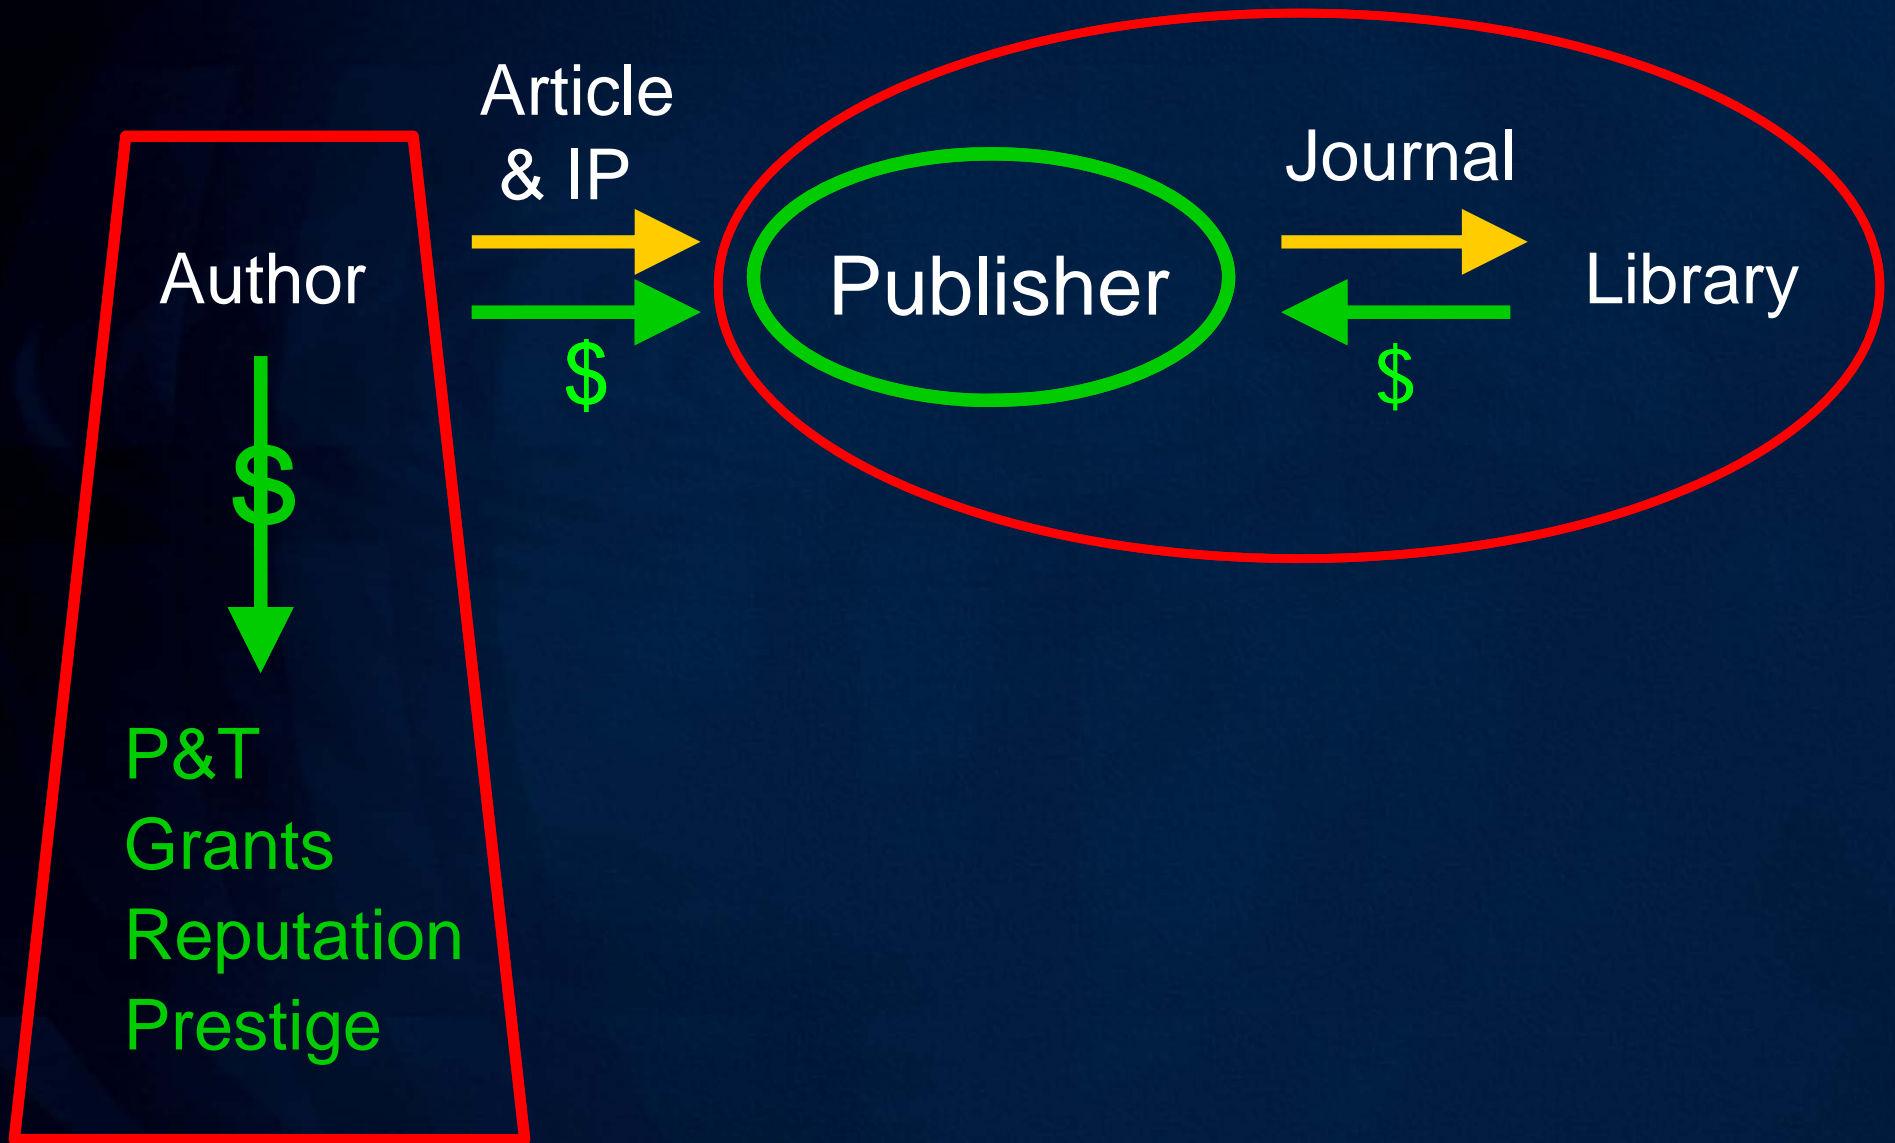 Article
& IP
Journal
Author
Publisher
Library
$
$
$
P&T
Grants
Reputation
Prestige